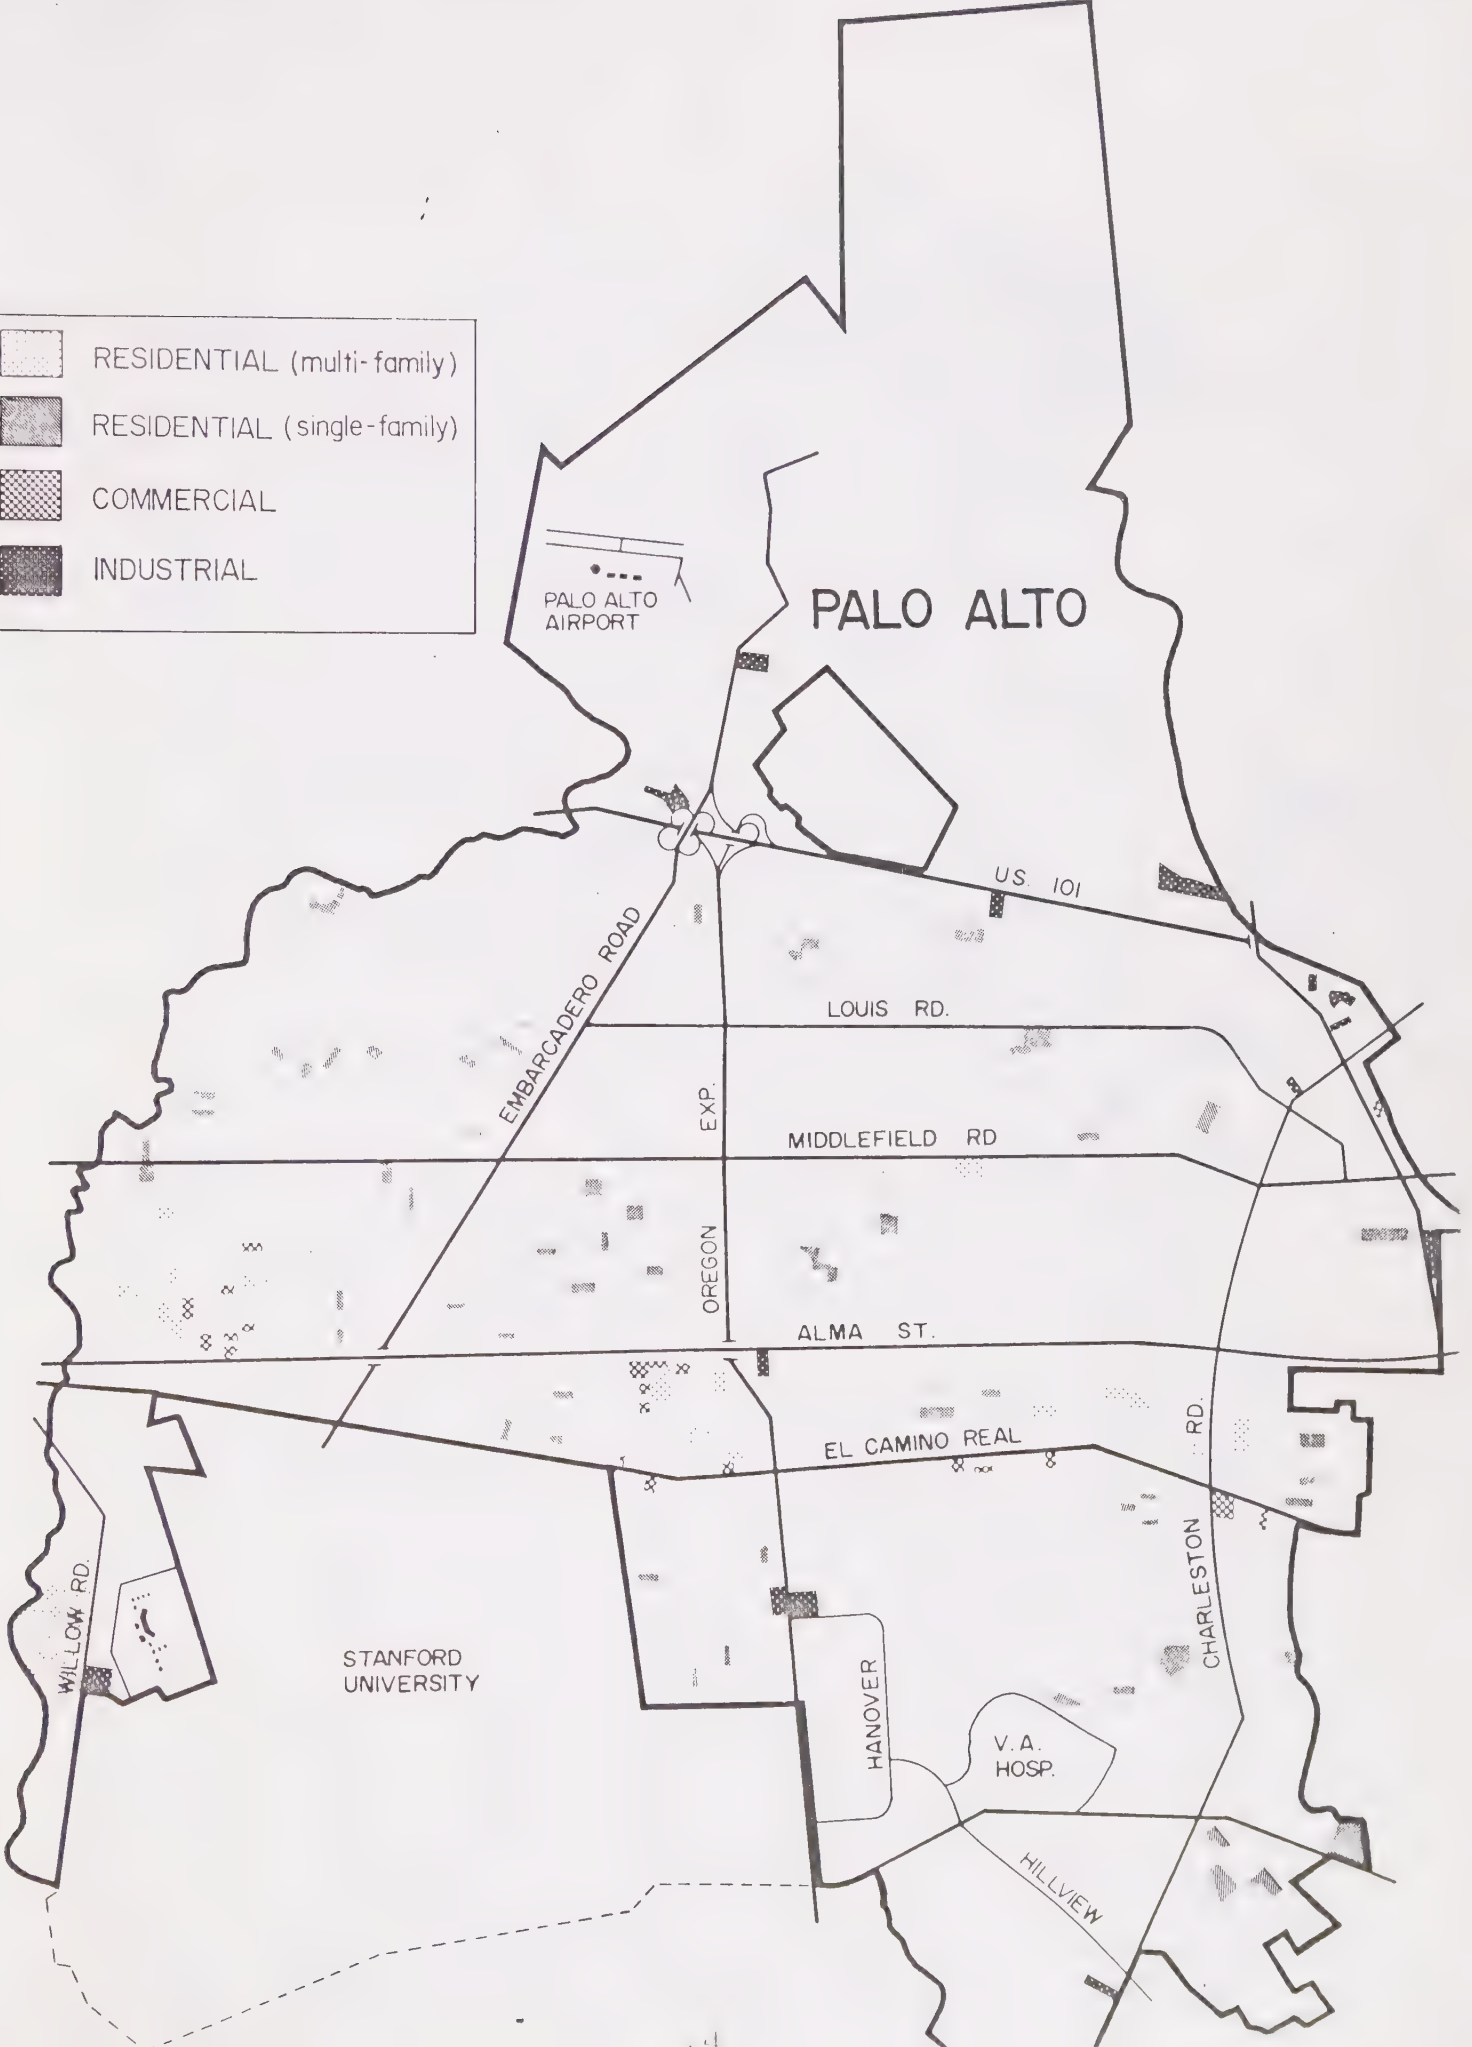 RESIDENTIAL (multi-family)
RESIDENTIAL (single-family)
COMMERCIAL
INDUSTRIAL
PALO ALTO
AIRPORT
PALO ALTO
US. 101
EMBARCADERO ROAD
LOUIS RD.
OREGON EXP.
MIDDLEFIELD RD
ALMA ST.
EL CAMINO REAL
CHARLESTON RD.
WILLOW RD.
STANFORD
UNIVERSITY
HANOVER
V.A.
HOSP.
HILLVIEW